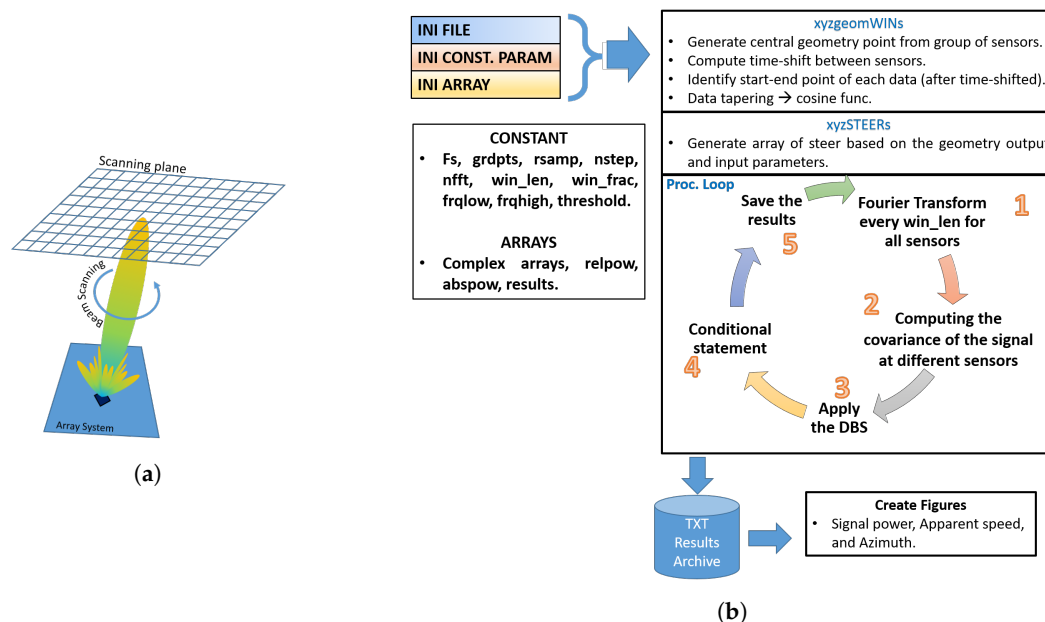 Scanning plane
Beam Scanning
Array System
(a)
INI FILE
INI CONST. PARAM
INI ARRAY
CONSTANT
• Fs, grdpts, rsamp, nstep,
nfft, win_len, win_frac,
frqlow, frqhigh, threshold.
ARRAYS
• Complex arrays, relpow,
abspow, results.
xyzgeomWINs
• Generate central geometry point from group of sensors.
• Compute time-shift between sensors.
• Identify start-end point of each data (after time-shifted).
• Data tapering → cosine func.
xyzSTEERs
• Generate array of steer based on the geometry output
and input parameters.
Proc. Loop
Fourier Transform
every win_len for
all sensors
1
2
Computing the
covariance of the signal
at different sensors
3
Apply
the DBS
Conditional
statement
4
Save the
results
5
TXT
Results
Archive
Create Figures
• Signal power, Apparent speed,
and Azimuth.
(b)